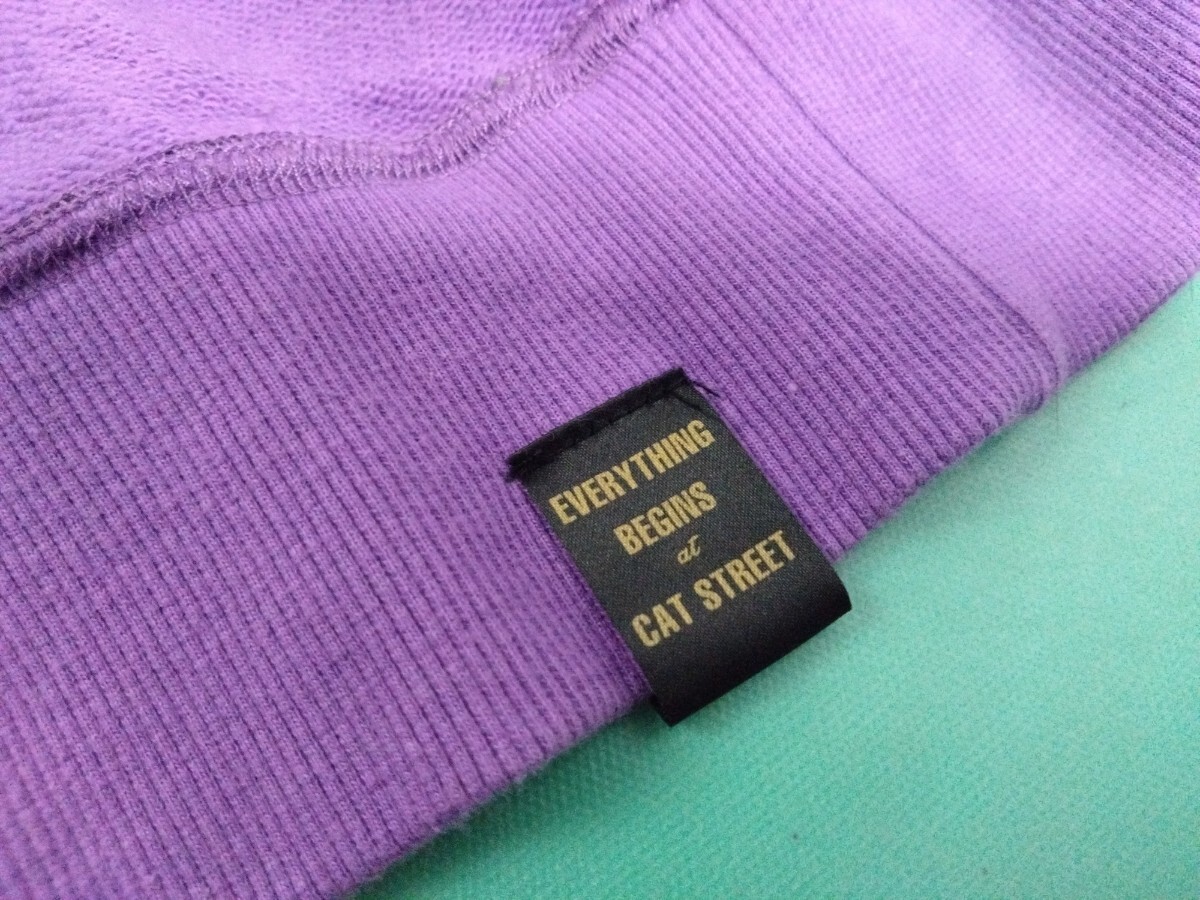 EVERYTHING
BEGINS
at
CAT STREET